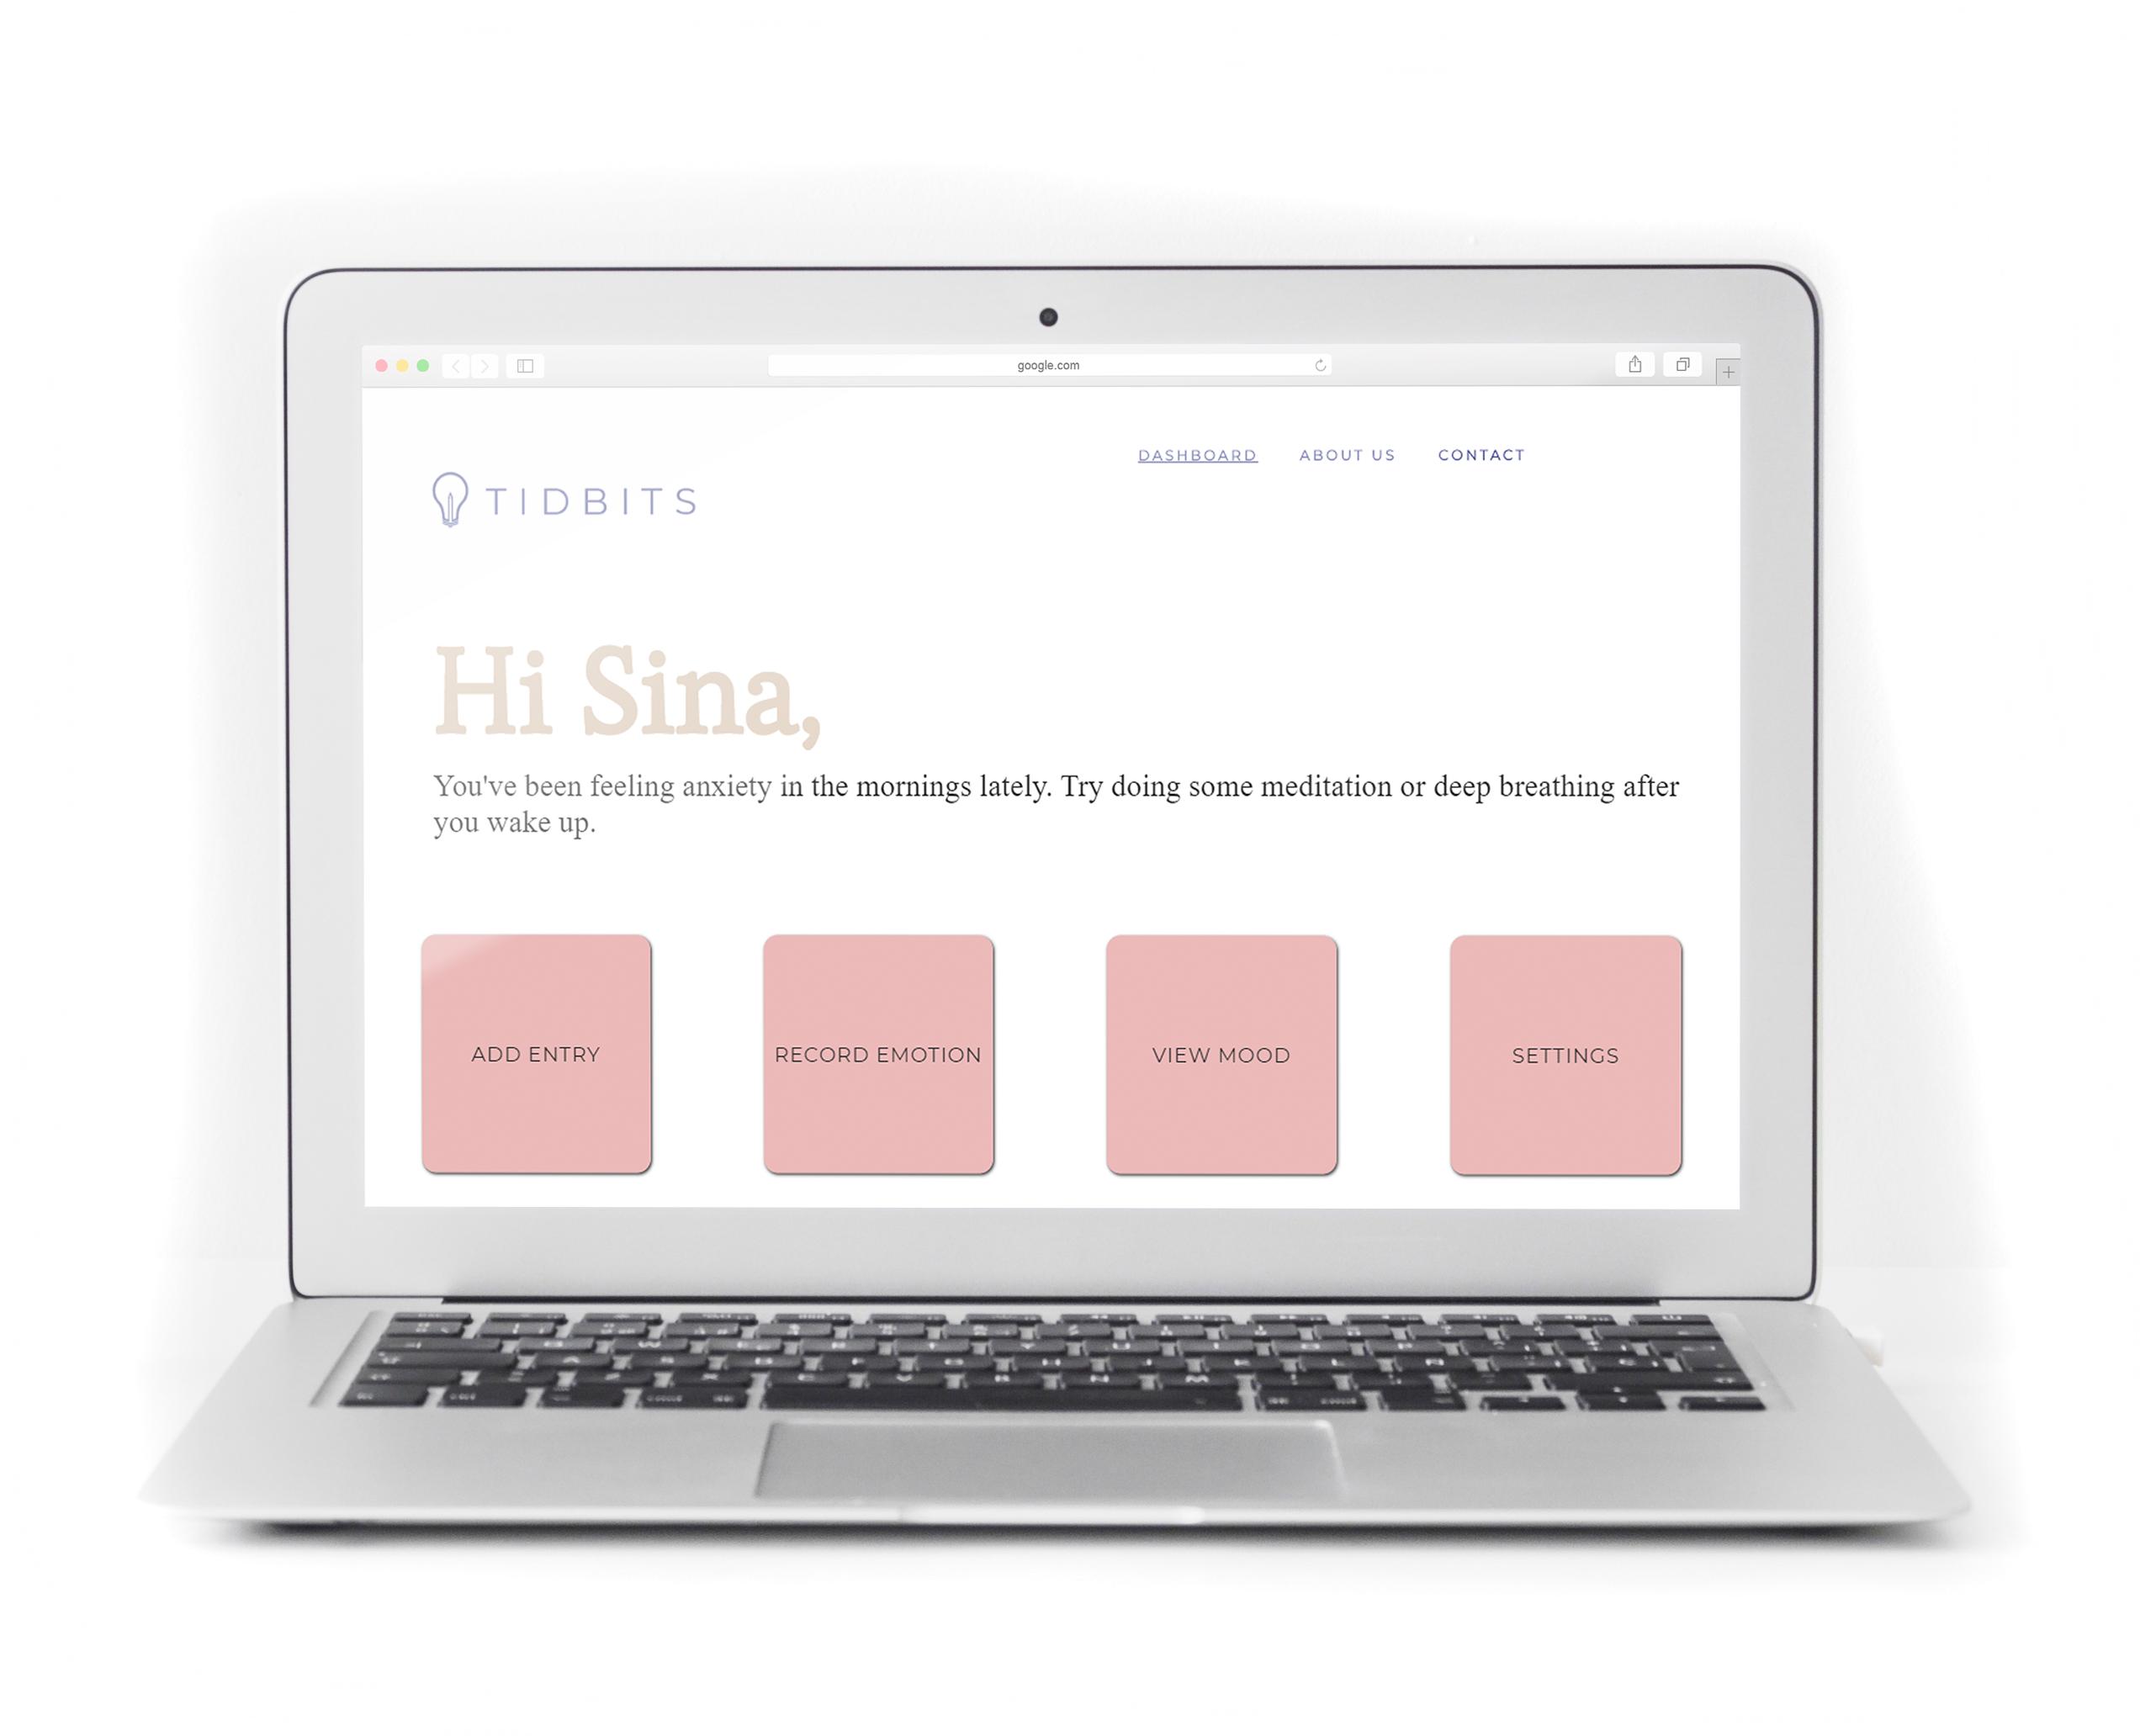 google.com
DASHBOARD ABOUT US CONTACT
TIDBITS
Hi Sina,
You've been feeling anxiety in the mornings lately. Try doing some meditation or deep breathing after
you wake up.
ADD ENTRY RECORD EMOTION VIEW MOOD SETTINGS